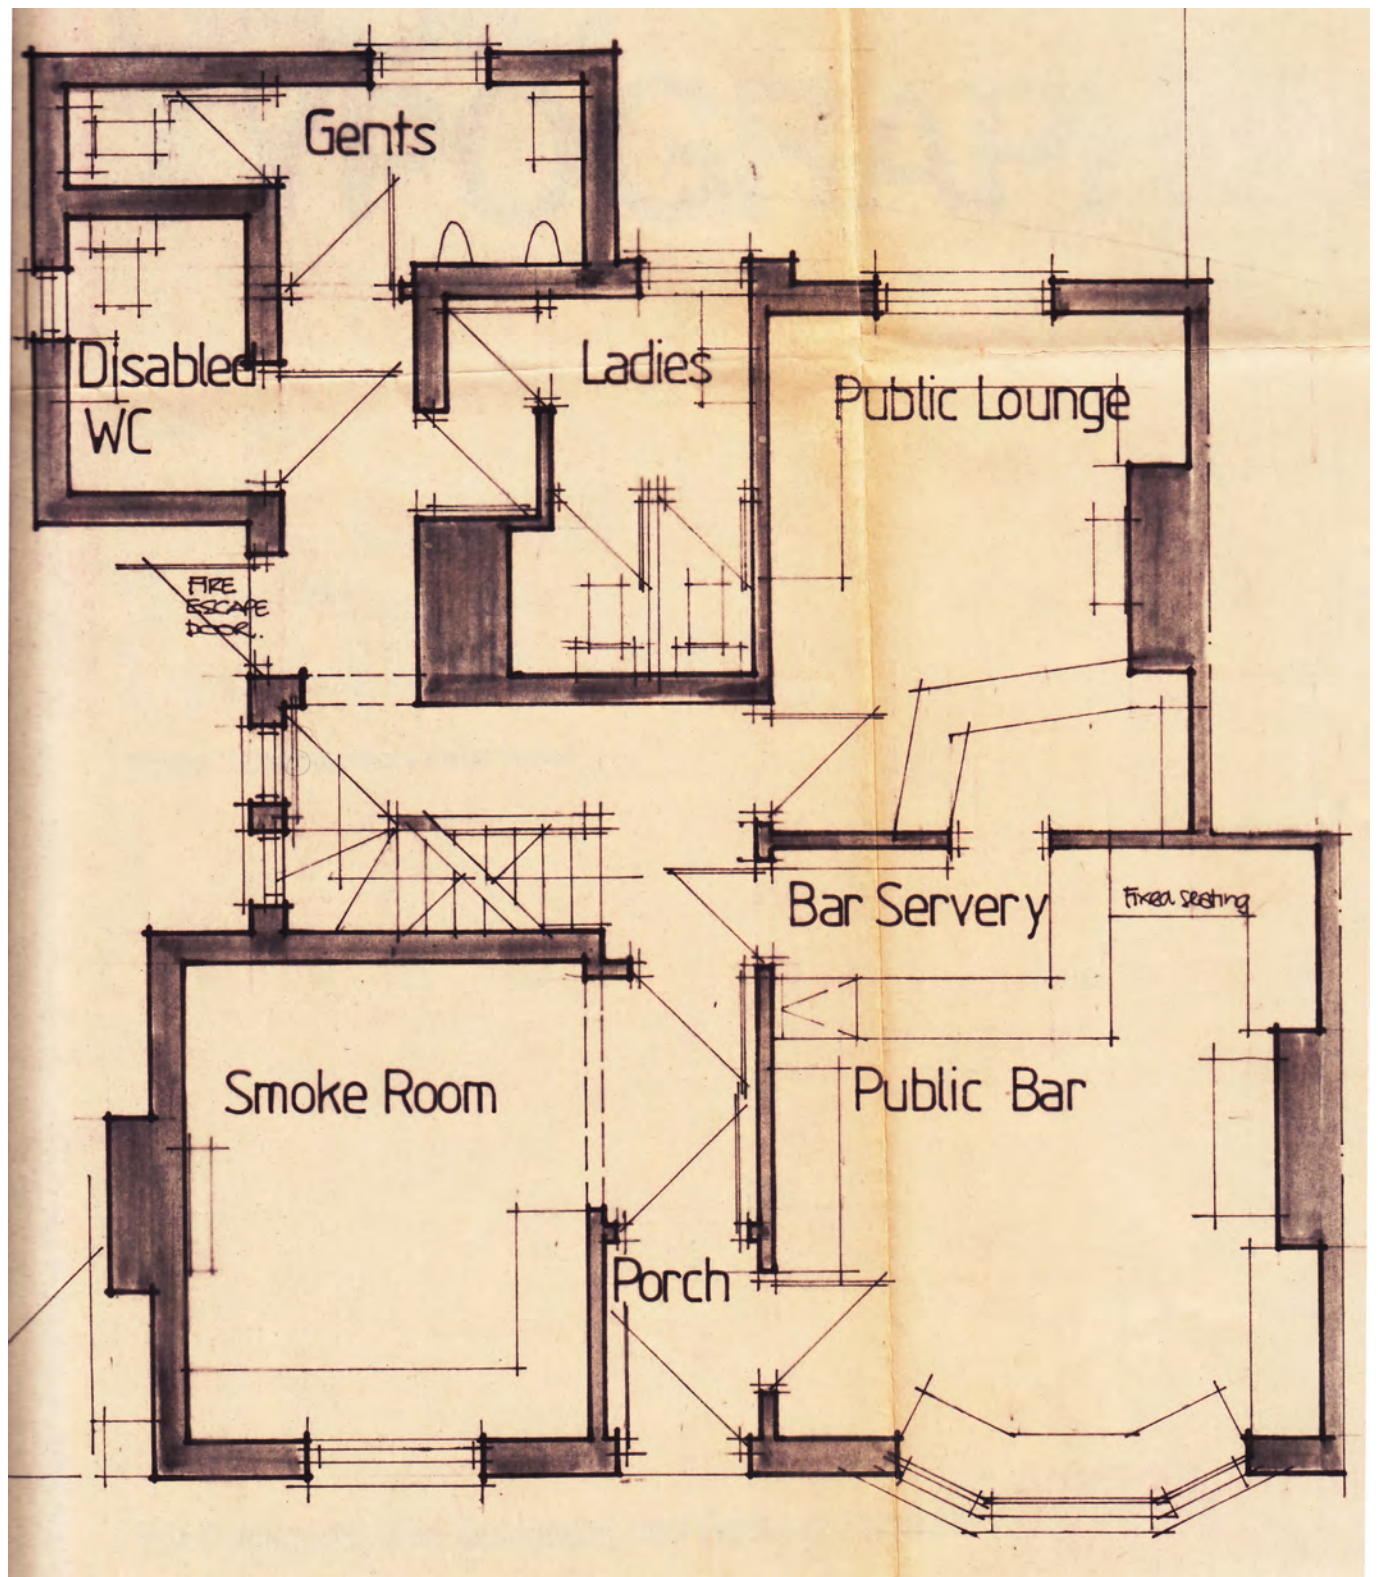 Gents
Disabled
WC
Ladies
Public Lounge
FIRE
ESCAPE
DOOR.
Bar Servery
Fixed seating
Smoke Room
Public Bar
Porch